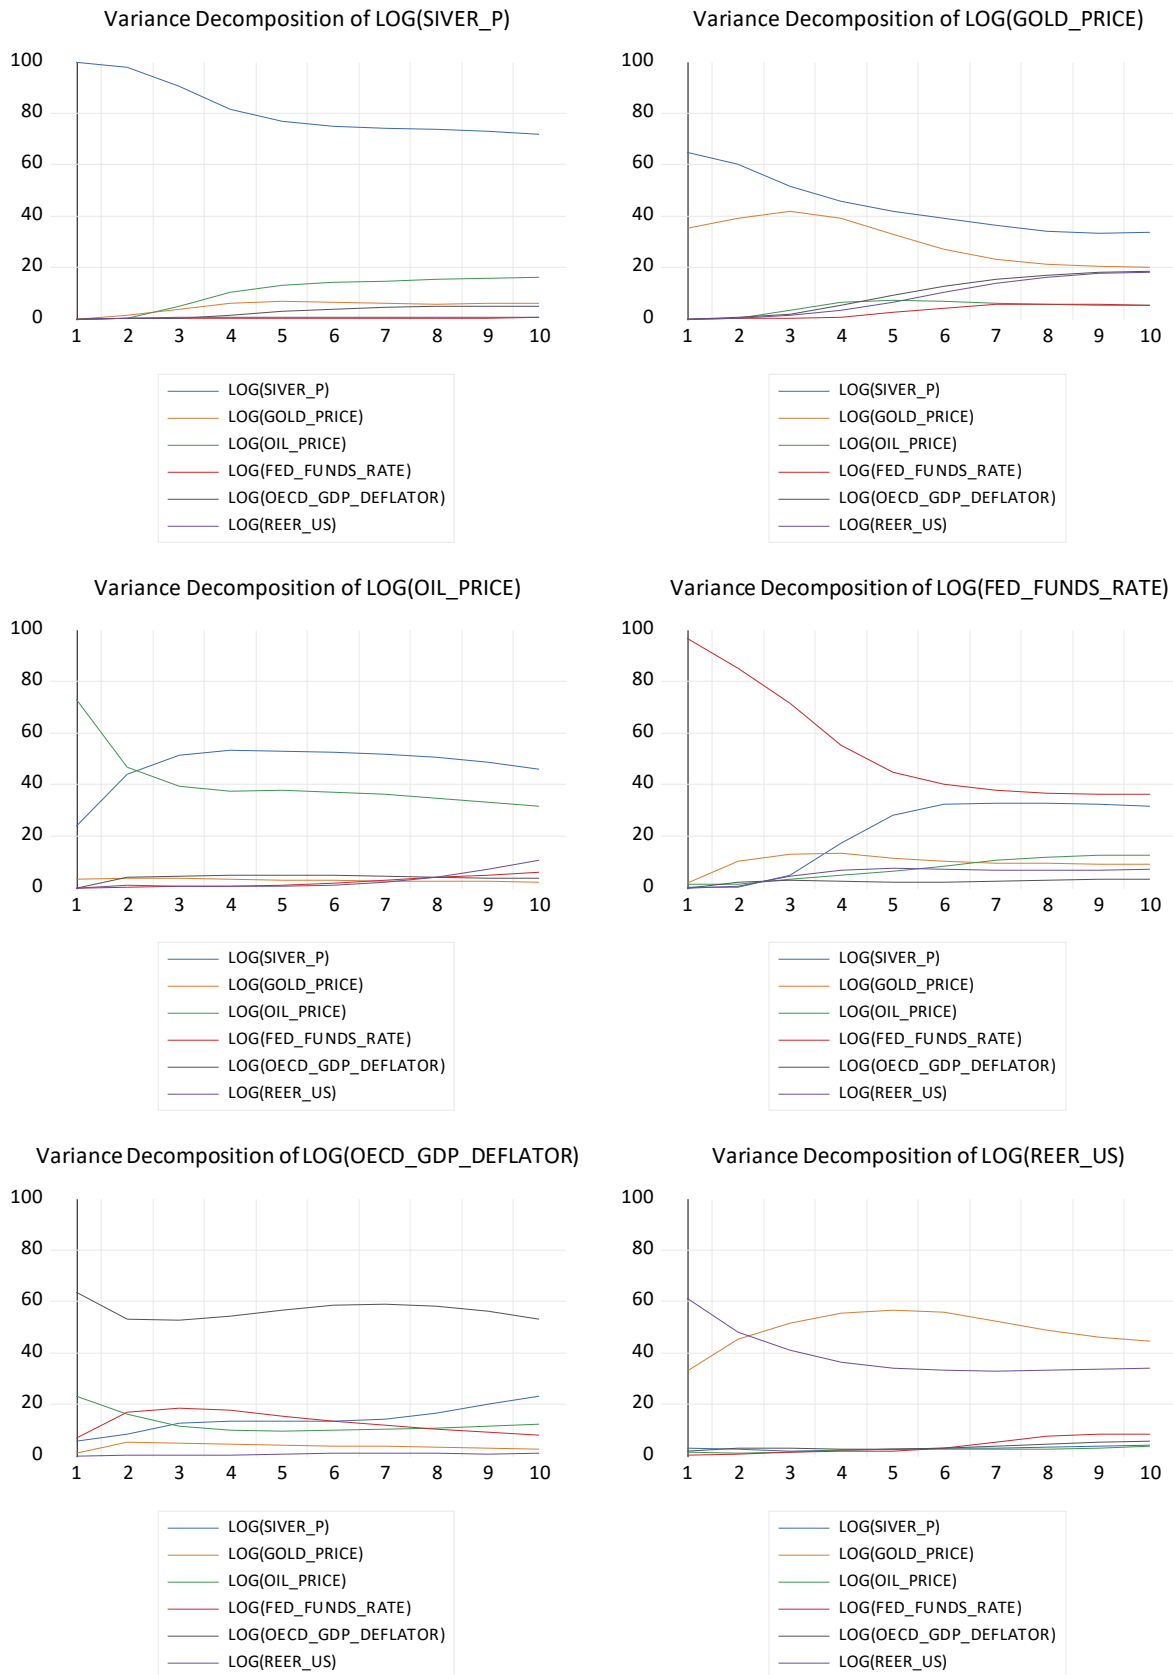 Variance Decomposition of LOG(SIVER_P)
100
80
60
40
20
0
1 2 3 4 5 6 7 8 9 10
LOG(SIVER_P)
LOG(GOLD_PRICE)
LOG(OIL_PRICE)
LOG(FED_FUNDS_RATE)
LOG(OECD_GDP_DEFLATOR)
LOG(REER_US)
Variance Decomposition of LOG(GOLD_PRICE)
100
80
60
40
20
0
1 2 3 4 5 6 7 8 9 10
LOG(SIVER_P)
LOG(GOLD_PRICE)
LOG(OIL_PRICE)
LOG(FED_FUNDS_RATE)
LOG(OECD_GDP_DEFLATOR)
LOG(REER_US)
Variance Decomposition of LOG(OIL_PRICE)
100
80
60
40
20
0
1 2 3 4 5 6 7 8 9 10
LOG(SIVER_P)
LOG(GOLD_PRICE)
LOG(OIL_PRICE)
LOG(FED_FUNDS_RATE)
LOG(OECD_GDP_DEFLATOR)
LOG(REER_US)
Variance Decomposition of LOG(FED_FUNDS_RATE)
100
80
60
40
20
0
1 2 3 4 5 6 7 8 9 10
LOG(SIVER_P)
LOG(GOLD_PRICE)
LOG(OIL_PRICE)
LOG(FED_FUNDS_RATE)
LOG(OECD_GDP_DEFLATOR)
LOG(REER_US)
Variance Decomposition of LOG(OECD_GDP_DEFLATOR)
100
80
60
40
20
0
1 2 3 4 5 6 7 8 9 10
LOG(SIVER_P)
LOG(GOLD_PRICE)
LOG(OIL_PRICE)
LOG(FED_FUNDS_RATE)
LOG(OECD_GDP_DEFLATOR)
LOG(REER_US)
Variance Decomposition of LOG(REER_US)
100
80
60
40
20
0
1 2 3 4 5 6 7 8 9 10
LOG(SIVER_P)
LOG(GOLD_PRICE)
LOG(OIL_PRICE)
LOG(FED_FUNDS_RATE)
LOG(OECD_GDP_DEFLATOR)
LOG(REER_US)